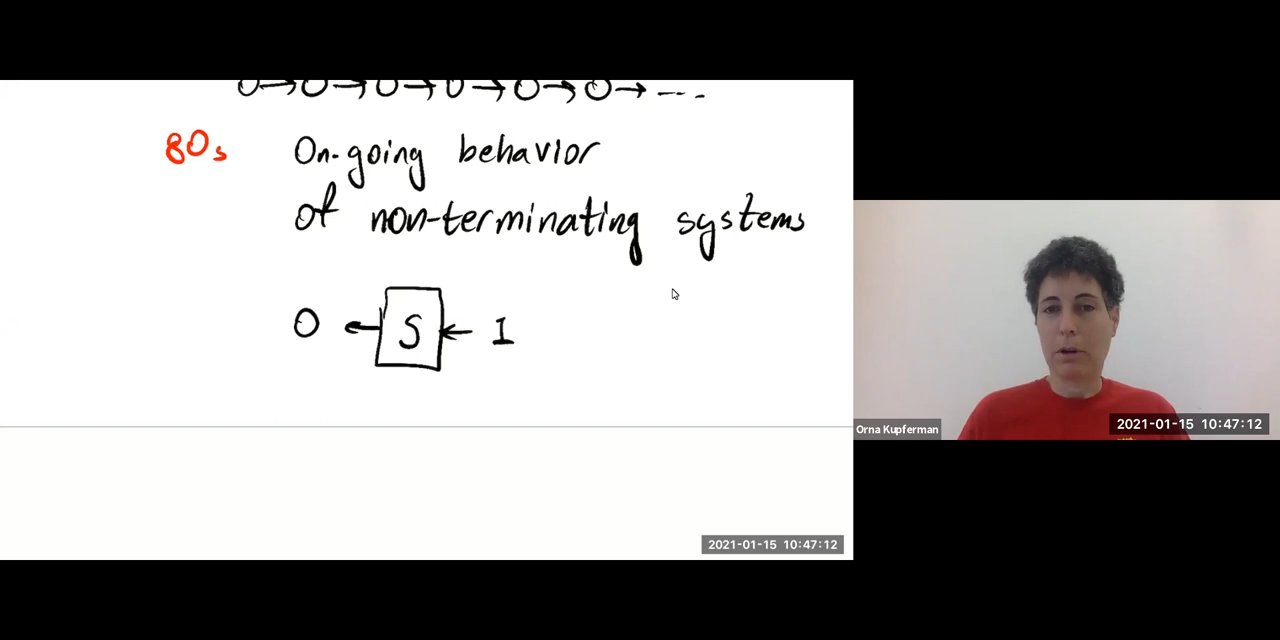 80s On-going behavior
of non-terminating systems
O ← S ← I
Orna Kupferman
2021-01-15 10:47:12
2021-01-15 10:47:12